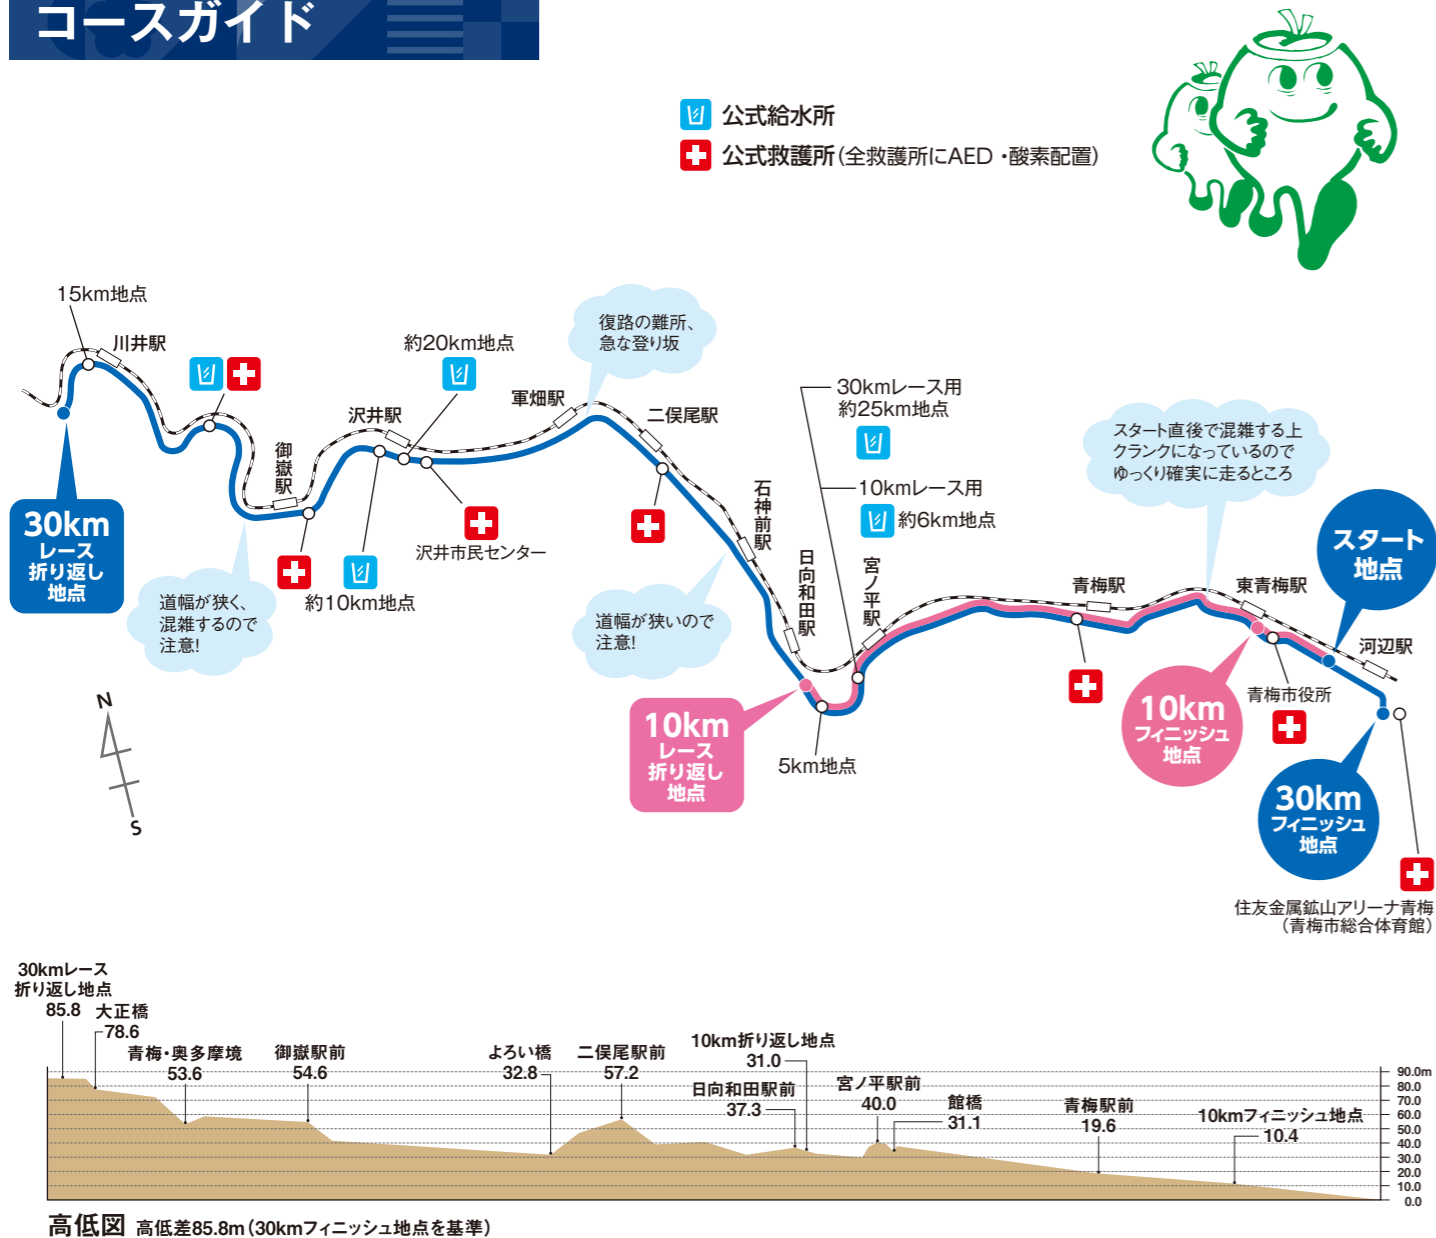 コースガイド
公式給水所
公式救護所(全救護所にAED・酸素配置)
15km地点
川井駅
御嶽駅
沢井駅
約20km地点
軍畑駅
復路の難所、
急な登り坂
二俣尾駅
石神前駅
日向和田駅
宮ノ平駅
30kmレース用
約25km地点
10kmレース用
約6km地点
スタート直後で混雑する上
クランクになっているので
ゆっくり確実に走るところ
青梅駅
東青梅駅
河辺駅
スタート
地点
30km
レース
折り返し
地点
道幅が狭く、
混雑するので
注意!
約10km地点
沢井市民センター
道幅が狭いので
注意!
10km
レース
折り返し
地点
5km地点
10km
フィニッシュ
地点
青梅市役所
30km
フィニッシュ
地点
住友金属鉱山アリーナ青梅
(青梅市総合体育館)
N
S
30kmレース
折り返し地点
85.8
大正橋
78.6
青梅・奥多摩境
53.6
御嶽駅前
54.6
よろい橋
32.8
二俣尾駅前
57.2
10km折り返し地点
31.0
日向和田駅前
37.3
宮ノ平駅前
40.0
館橋
31.1
青梅駅前
19.6
10kmフィニッシュ地点
10.4
90.0m
80.0
70.0
60.0
50.0
40.0
30.0
20.0
10.0
0.0
高低図 高低差85.8m(30kmフィニッシュ地点を基準)